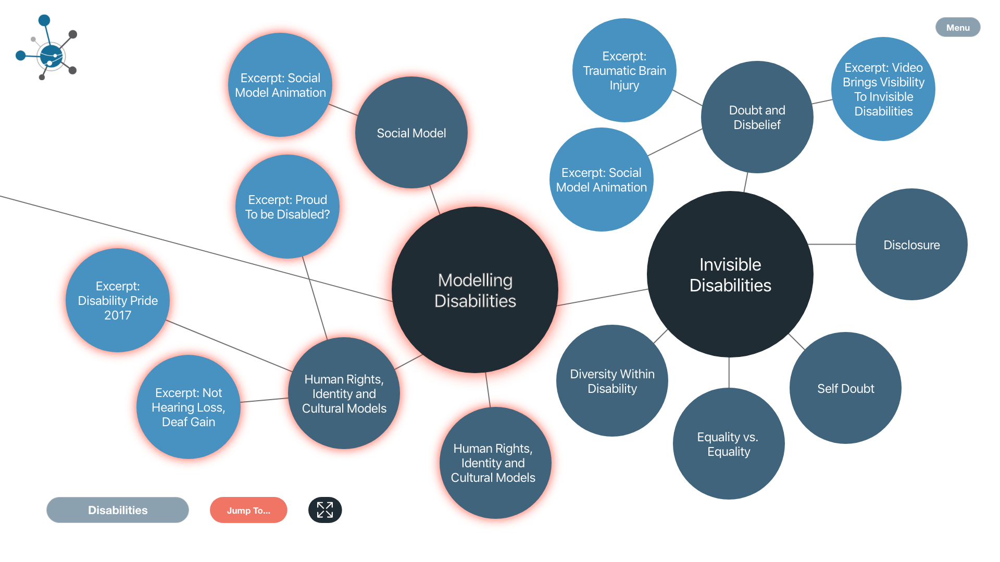 Menu
Excerpt: Social
Model Animation
Social Model
Excerpt: Proud
To be Disabled?
Excerpt:
Disability Pride
2017
Excerpt: Not
Hearing Loss,
Deaf Gain
Human Rights,
Identity and
Cultural Models
Modelling
Disabilities
Human Rights,
Identity and
Cultural Models
Excerpt:
Traumatic Brain
Injury
Excerpt: Social
Model Animation
Doubt and
Disbelief
Excerpt: Video
Brings Visibility
To Invisible
Disabilities
Invisible
Disabilities
Disclosure
Diversity Within
Disability
Equality vs.
Equality
Self Doubt
Disabilities
Jump To...